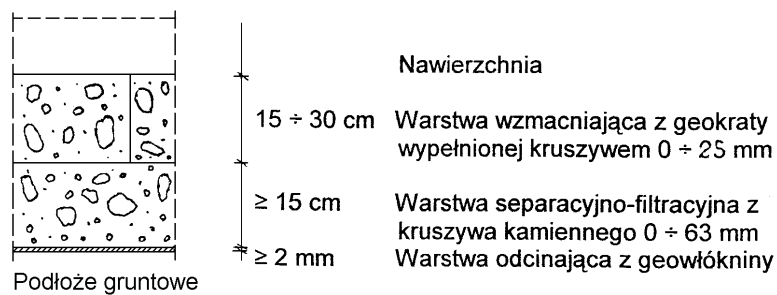 Nawierzchnia
15 ÷ 30 cm Warstwa wzmacniająca z geokraty
wypełnionej kruszywem 0 ÷ 25 mm
≥ 15 cm Warstwa separacyjno-filtracyjna z
kruszywa kamiennego 0 ÷ 63 mm
≥ 2 mm Warstwa odcinająca z geowłókniny
Podłoże gruntowe